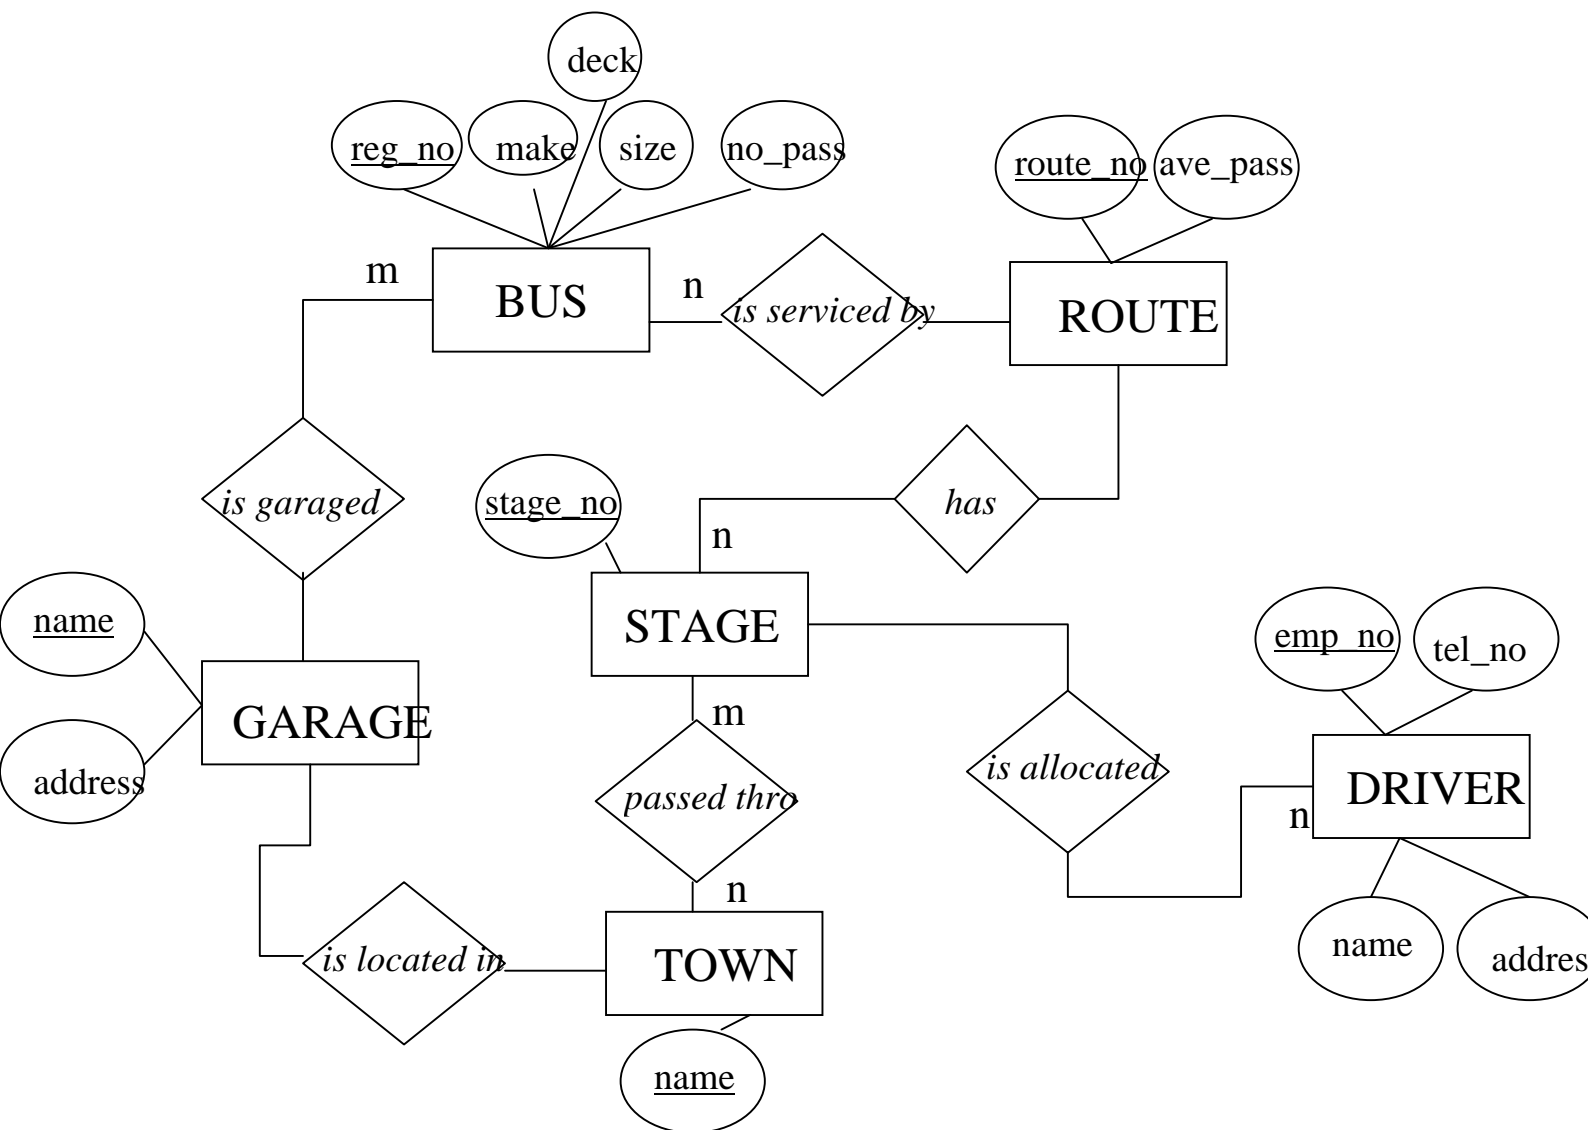 deck
reg_no
make
size
no_pass
route_no
ave_pass
m
BUS
n
is serviced by
ROUTE
is garaged
stage_no
has
n
name
STAGE
emp_no
tel_no
GARAGE
m
address
passed thro
is allocated
DRIVER
n
n
is located in
TOWN
name
addres
name